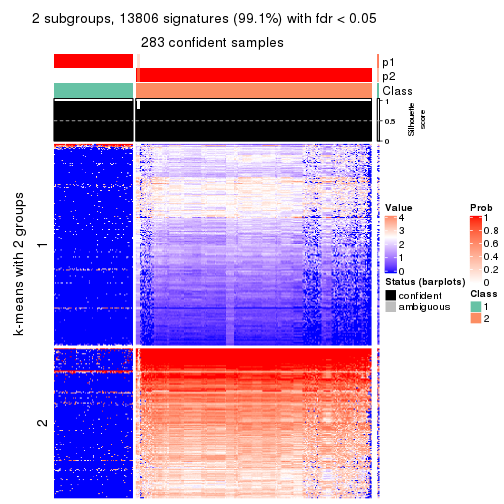 2 subgroups, 13806 signatures (99.1%) with fdr < 0.05
283 confident samples
p1
p2
Class
1
0.5
0
Silhouette
score
k-means with 2 groups
1
2
Value
4
3
2
1
0
Prob
1
0.8
0.6
0.4
0.2
0
Status (barplots)
confident
ambiguous
Class
1
2